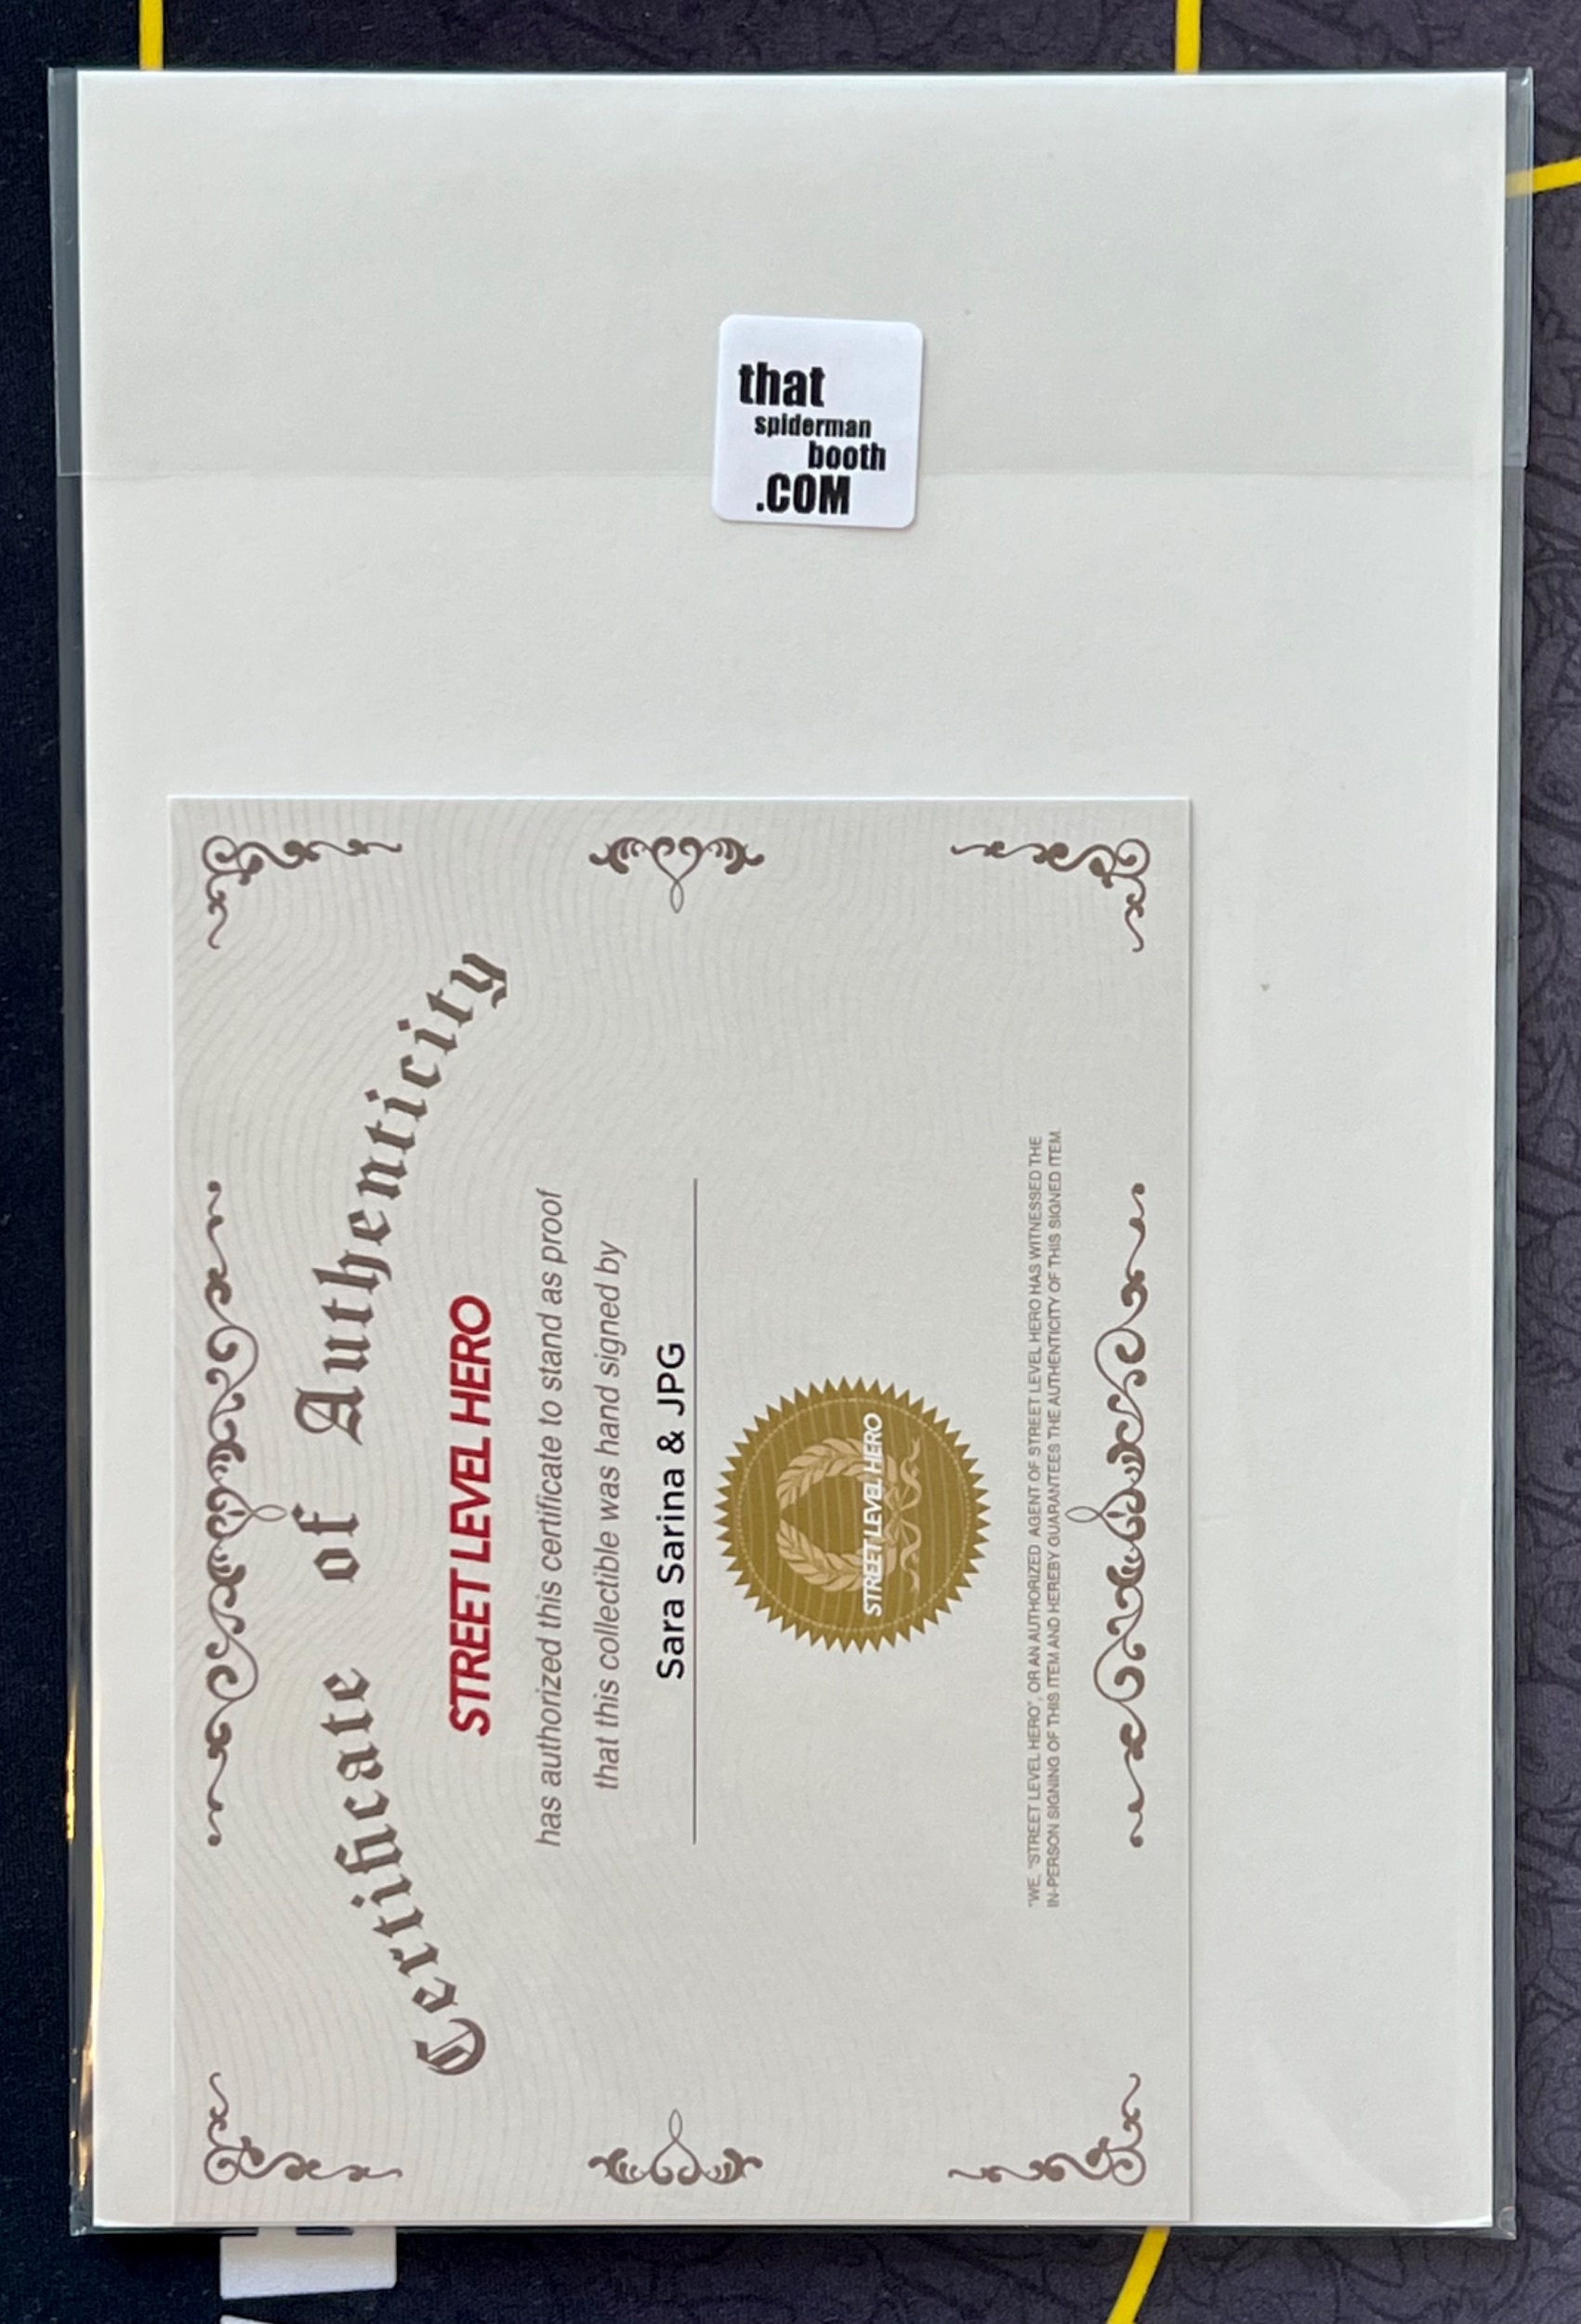 that
spiderman
booth
.COM
Certificate of Authenticity
STREET LEVEL HERO
has authorized this certificate to stand as proof
that this collectible was hand signed by
Sara Sarina & JPG
STREET LEVEL HERO
"WE, "STREET LEVEL HERO", OR AN AUTHORIZED AGENT OF STREET LEVEL HERO HAS WITNESSED THE
IN-PERSON SIGNING OF THIS ITEM AND HEREBY GUARANTEES THE AUTHENTICITY OF THIS SIGNED ITEM.